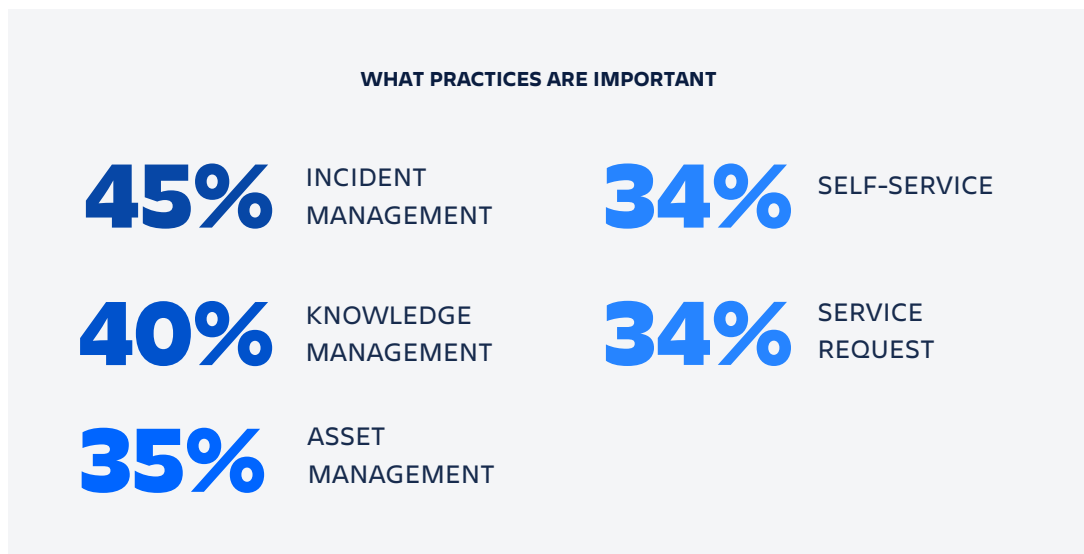 WHAT PRACTICES ARE IMPORTANT
45%
INCIDENT
MANAGEMENT
40%
KNOWLEDGE
MANAGEMENT
35%
ASSET
MANAGEMENT
34%
SELF-SERVICE
34%
SERVICE
REQUEST